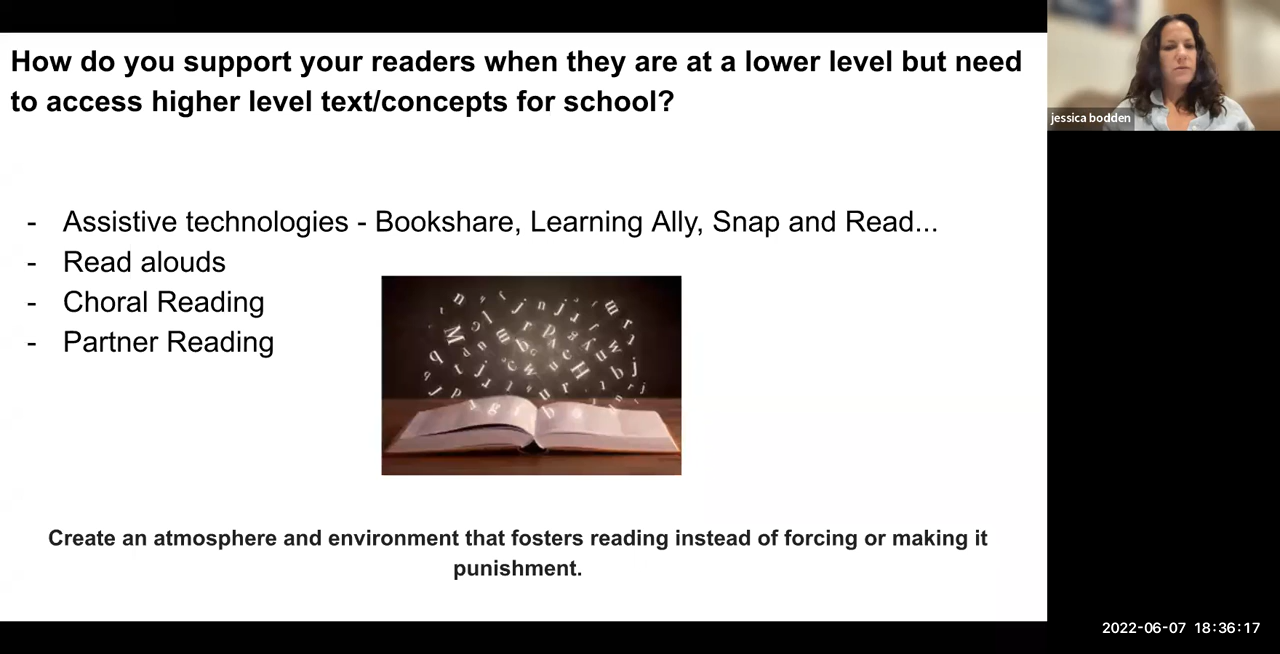 How do you support your readers when they are at a lower level but need
to access higher level text/concepts for school?
- Assistive technologies - Bookshare, Learning Ally, Snap and Read...
- Read alouds
- Choral Reading
- Partner Reading
Create an atmosphere and environment that fosters reading instead of forcing or making it
punishment.
jessica bodden
2022-06-07 18:36:17